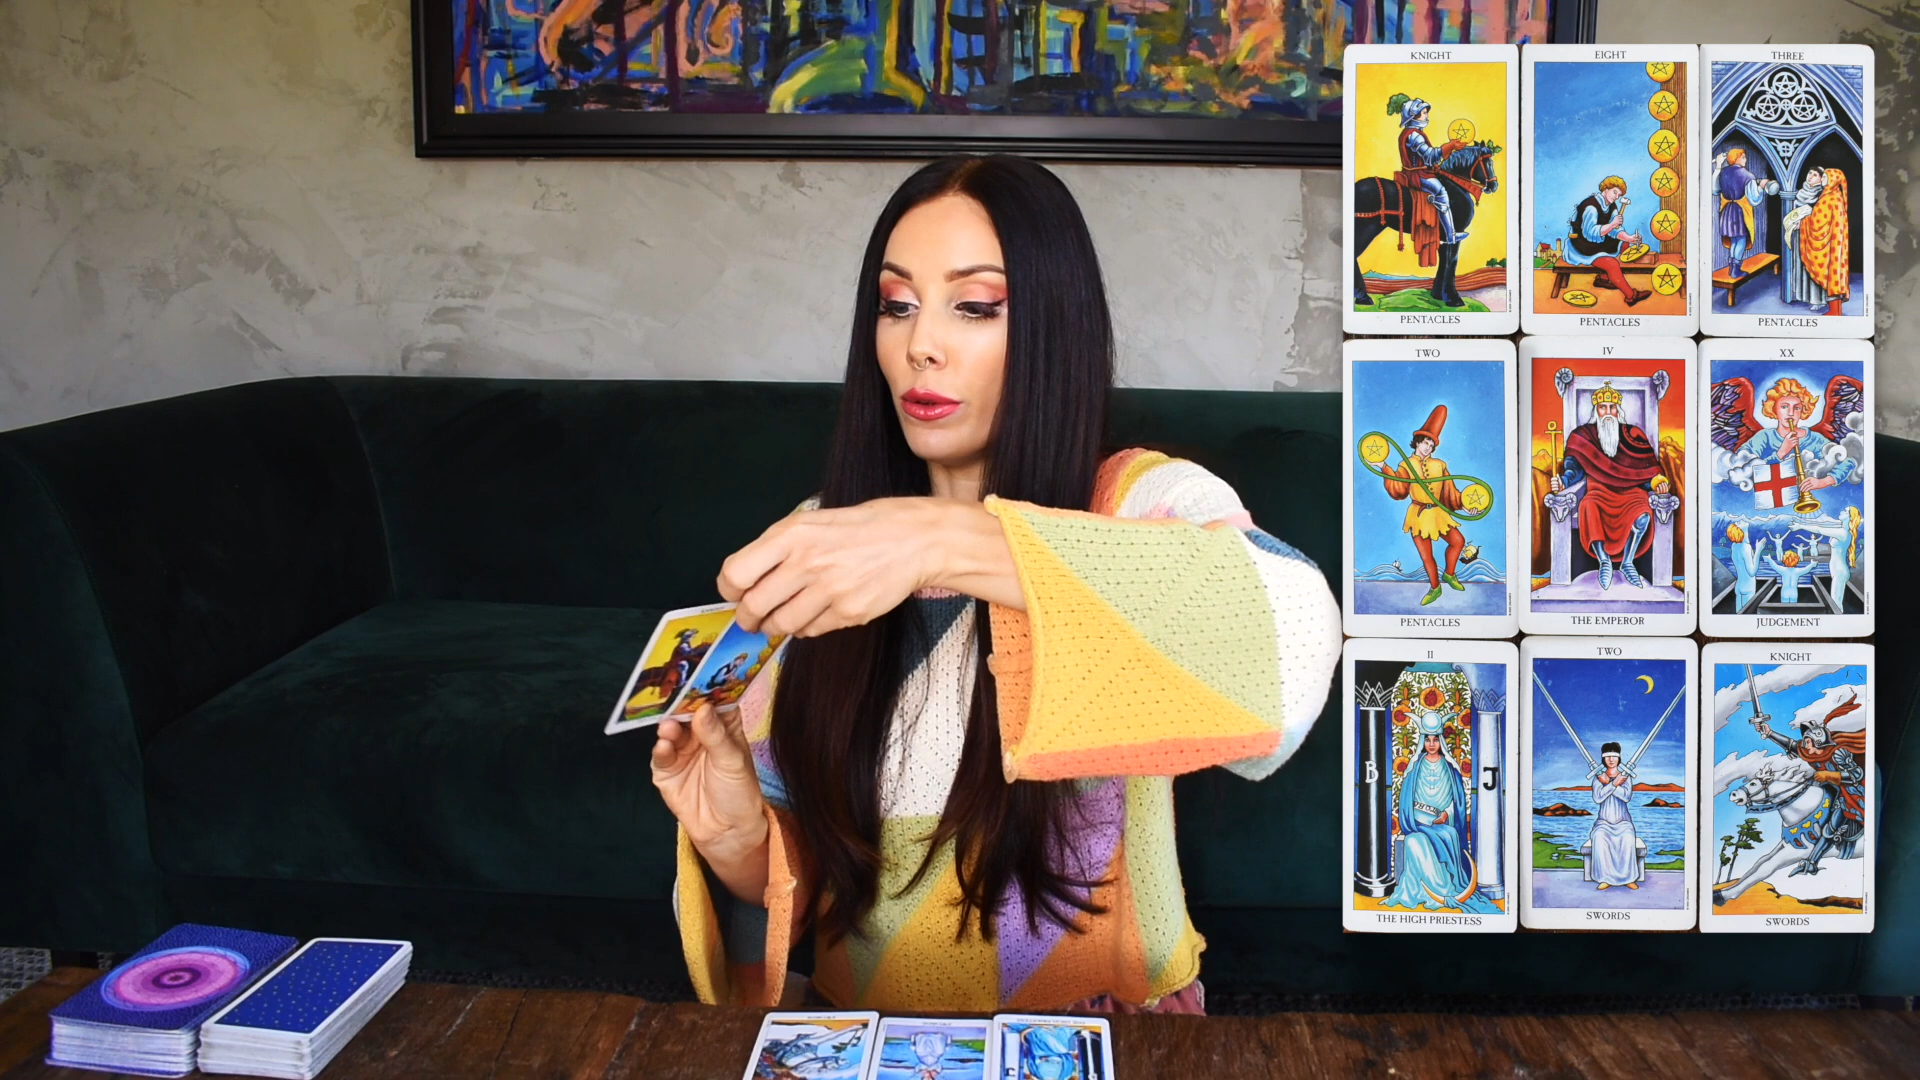 KNIGHT
PENTACLES
EIGHT
PENTACLES
THREE
PENTACLES
TWO
PENTACLES
IV
THE EMPEROR
XX
JUDGEMENT
II
B
J
THE HIGH PRIESTESS
TWO
SWORDS
KNIGHT
SWORDS